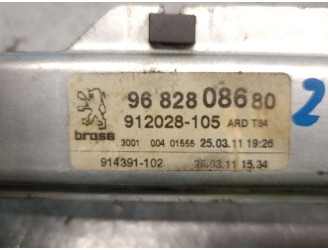 96 828 086 80
brose
912028-105 ARD T84
3001 004 01555 25.03.11 19:26
914391-102 25.03.11 15.34
2